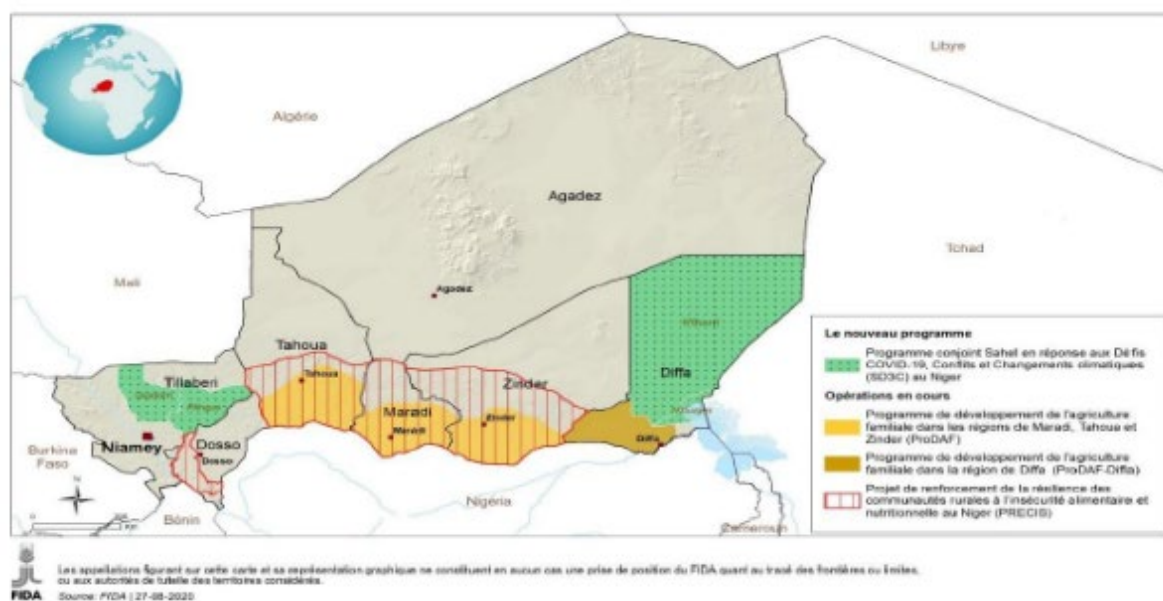 Libye
Algérie
Agadez
Tchad
Mali
Agadez
Tahoua
Tillaberi
Tahoua
Zinder
Diffa
Maradi
Zinder
Maradi
Diffa
Niamey
Dosso
Dosso
Burkina
Faso
N
Nigéria
Bénin
Cameroun
Le nouveau programme
Programme conjoint Sahel en réponse aux Défis
COVID-19, Conflits et Changements climatiques
(SD3C) au Niger
Opérations en cours
Programme de développement de l'agriculture
familiale dans les régions de Maradi, Tahoua et
Zinder (ProDAF)
Programme de développement de l'agriculture
familiale dans la région de Diffa (ProDAF-Diffa)
Projet de renforcement de la résilience des
communautés rurales à l'insécurité alimentaire et
nutritionnelle au Niger (PRECIS)
Les appellations figurant sur cette carte et sa représentation graphique ne constituent en aucun cas une prise de position du FIDA quant au tracé des frontières ou limites,
ou aux autorités de tutelle des territoires considérés.
FIDA
Source: FIDA | 27-08-2020